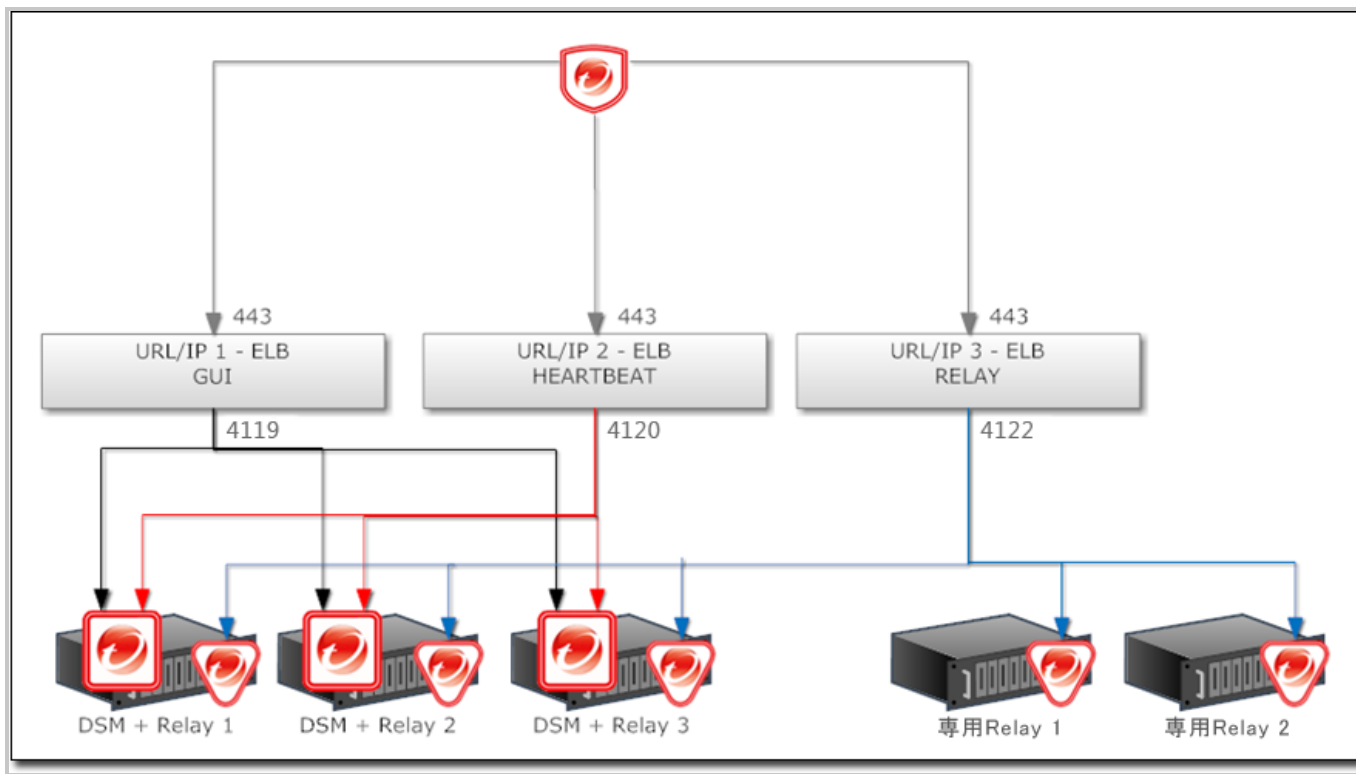 443
443
443
URL/IP 1 - ELB
GUI
URL/IP 2 - ELB
HEARTBEAT
URL/IP 3 - ELB
RELAY
4119
4120
4122
DSM + Relay 1
DSM + Relay 2
DSM + Relay 3
専用Relay 1
専用Relay 2